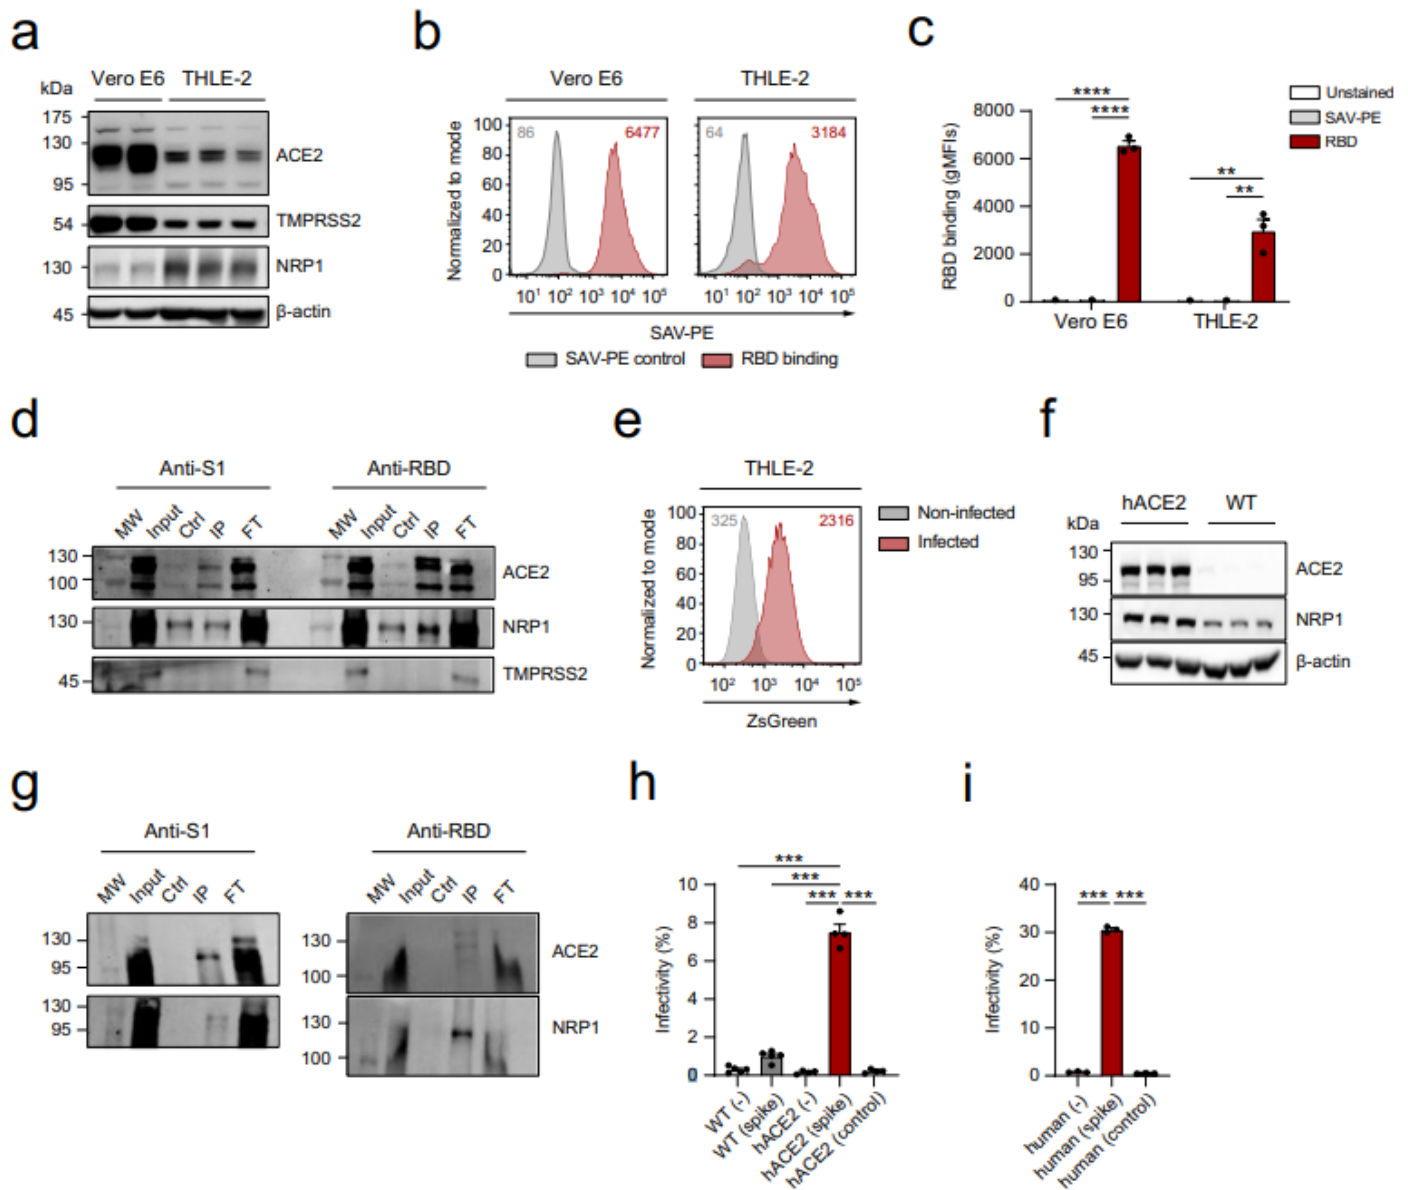 a
Vero E6 THLE-2
kDa
175
130
ACE2
95
54
TMPRSS2
130
NRP1
45
β-actin
b
Vero E6 THLE-2
Normalized to mode
100
80
60
40
20
0
86
6477
64
3184
10¹ 10² 10³ 10⁴ 10⁵
10¹ 10² 10³ 10⁴ 10⁵
SAV-PE
SAV-PE control RBD binding
c
RBD binding (gMFIs)
8000
6000
4000
2000
0
****
****
**
**
Vero E6 THLE-2
Unstained
SAV-PE
RBD
d
Anti-S1 Anti-RBD
MW Input Ctrl IP FT MW Input Ctrl IP FT
130
100
ACE2
130
NRP1
45
TMPRSS2
e
THLE-2
Normalized to mode
100
80
60
40
20
0
325
2316
10² 10³ 10⁴ 10⁵
ZsGreen
Non-infected
Infected
f
hACE2 WT
kDa
130
95
ACE2
130
NRP1
45
β-actin
g
Anti-S1 Anti-RBD
MW Input Ctrl IP FT MW Input Ctrl IP FT
130
95
130
95
130
100
ACE2
130
100
NRP1
h
Infectivity (%)
10
8
6
4
2
0
***
***
*** ***
WT (-)
WT (spike)
hACE2 (-)
hACE2 (spike)
hACE2 (control)
i
Infectivity (%)
40
30
20
10
0
*** ***
human (-)
human (spike)
human (control)